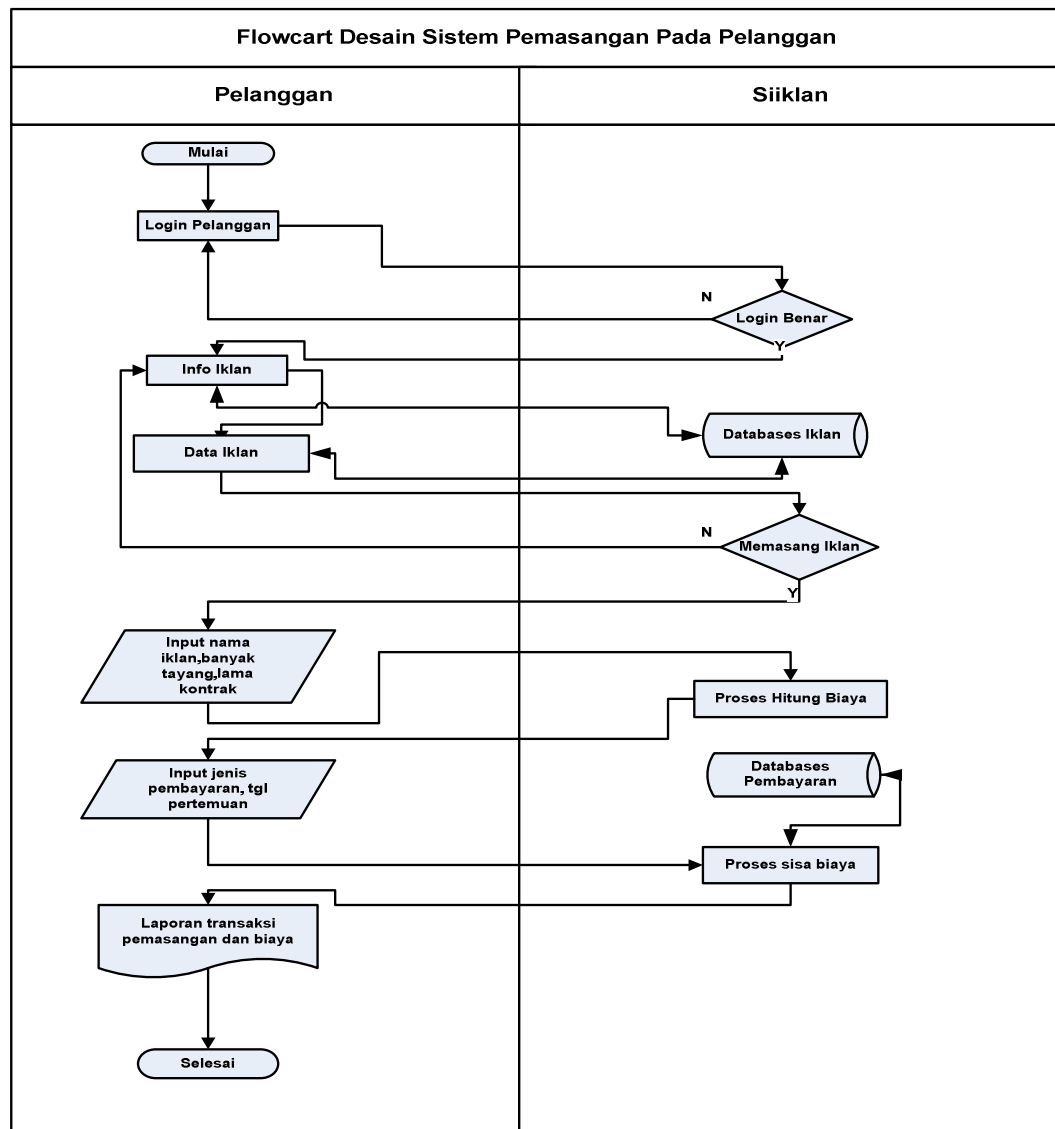 Flowcart Desain Sistem Pemasangan Pada Pelanggan
Pelanggan
Siiklan
Mulai
Login Pelanggan
N
Login Benar
Y
Info Iklan
Databases Iklan
Data Iklan
N
Memasang Iklan
Y
Input nama
iklan,banyak
tayang,lama
kontrak
Proses Hitung Biaya
Input jenis
pembayaran, tgl
pertemuan
Databases
Pembayaran
Proses sisa biaya
Laporan transaksi
pemasangan dan biaya
Selesai